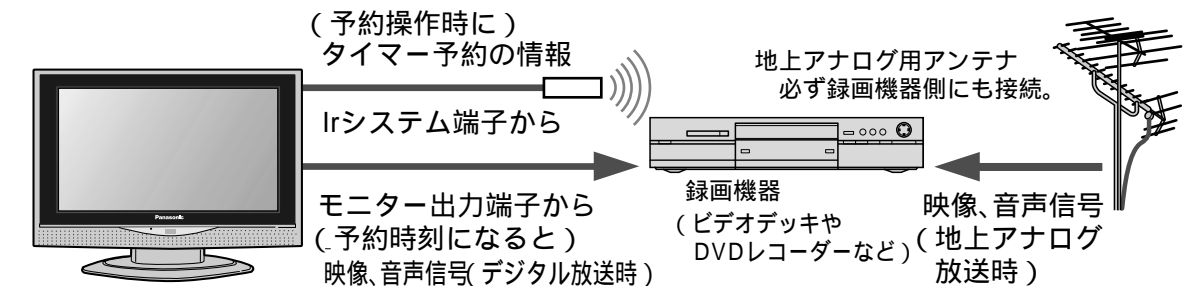 (予約操作時に)
タイマー予約の情報
Irシステム端子から
モニター出力端子から
(予約時刻になると)
映像、音声信号(デジタル放送時)
Panasonic
地上アナログ用アンテナ
必ず録画機器側にも接続。
録画機器
(ビデオデッキや
DVDレコーダーなど)
映像、音声信号
(地上アナログ
放送時)